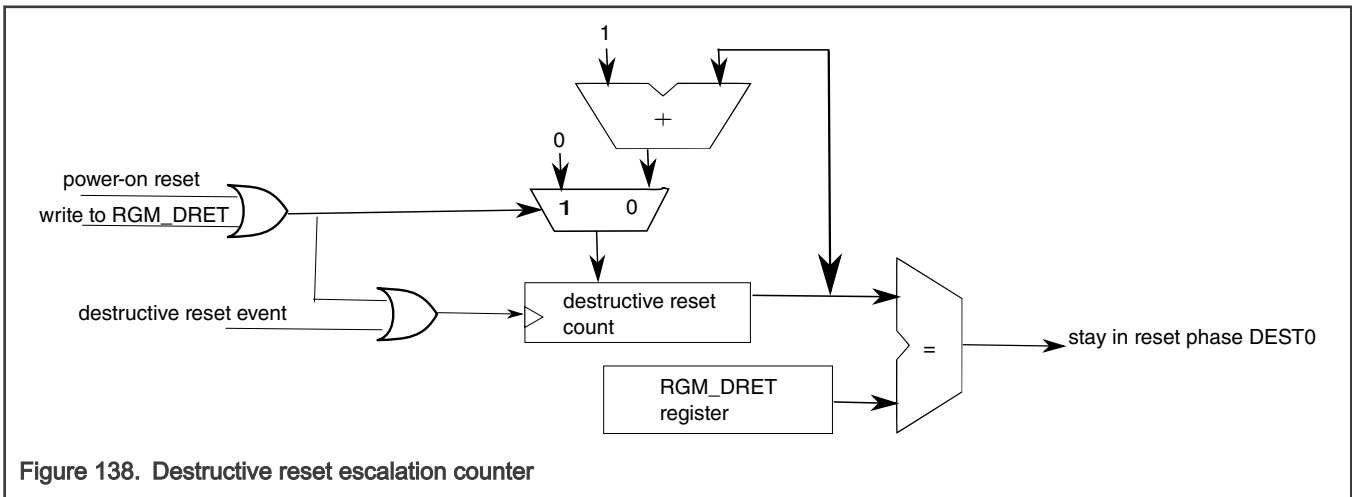 1
+
0
power-on reset
write to RGM_DRET
1 0
destructive reset event
destructive reset
count
stay in reset phase DEST0
=
RGM_DRET
register
Figure 138. Destructive reset escalation counter